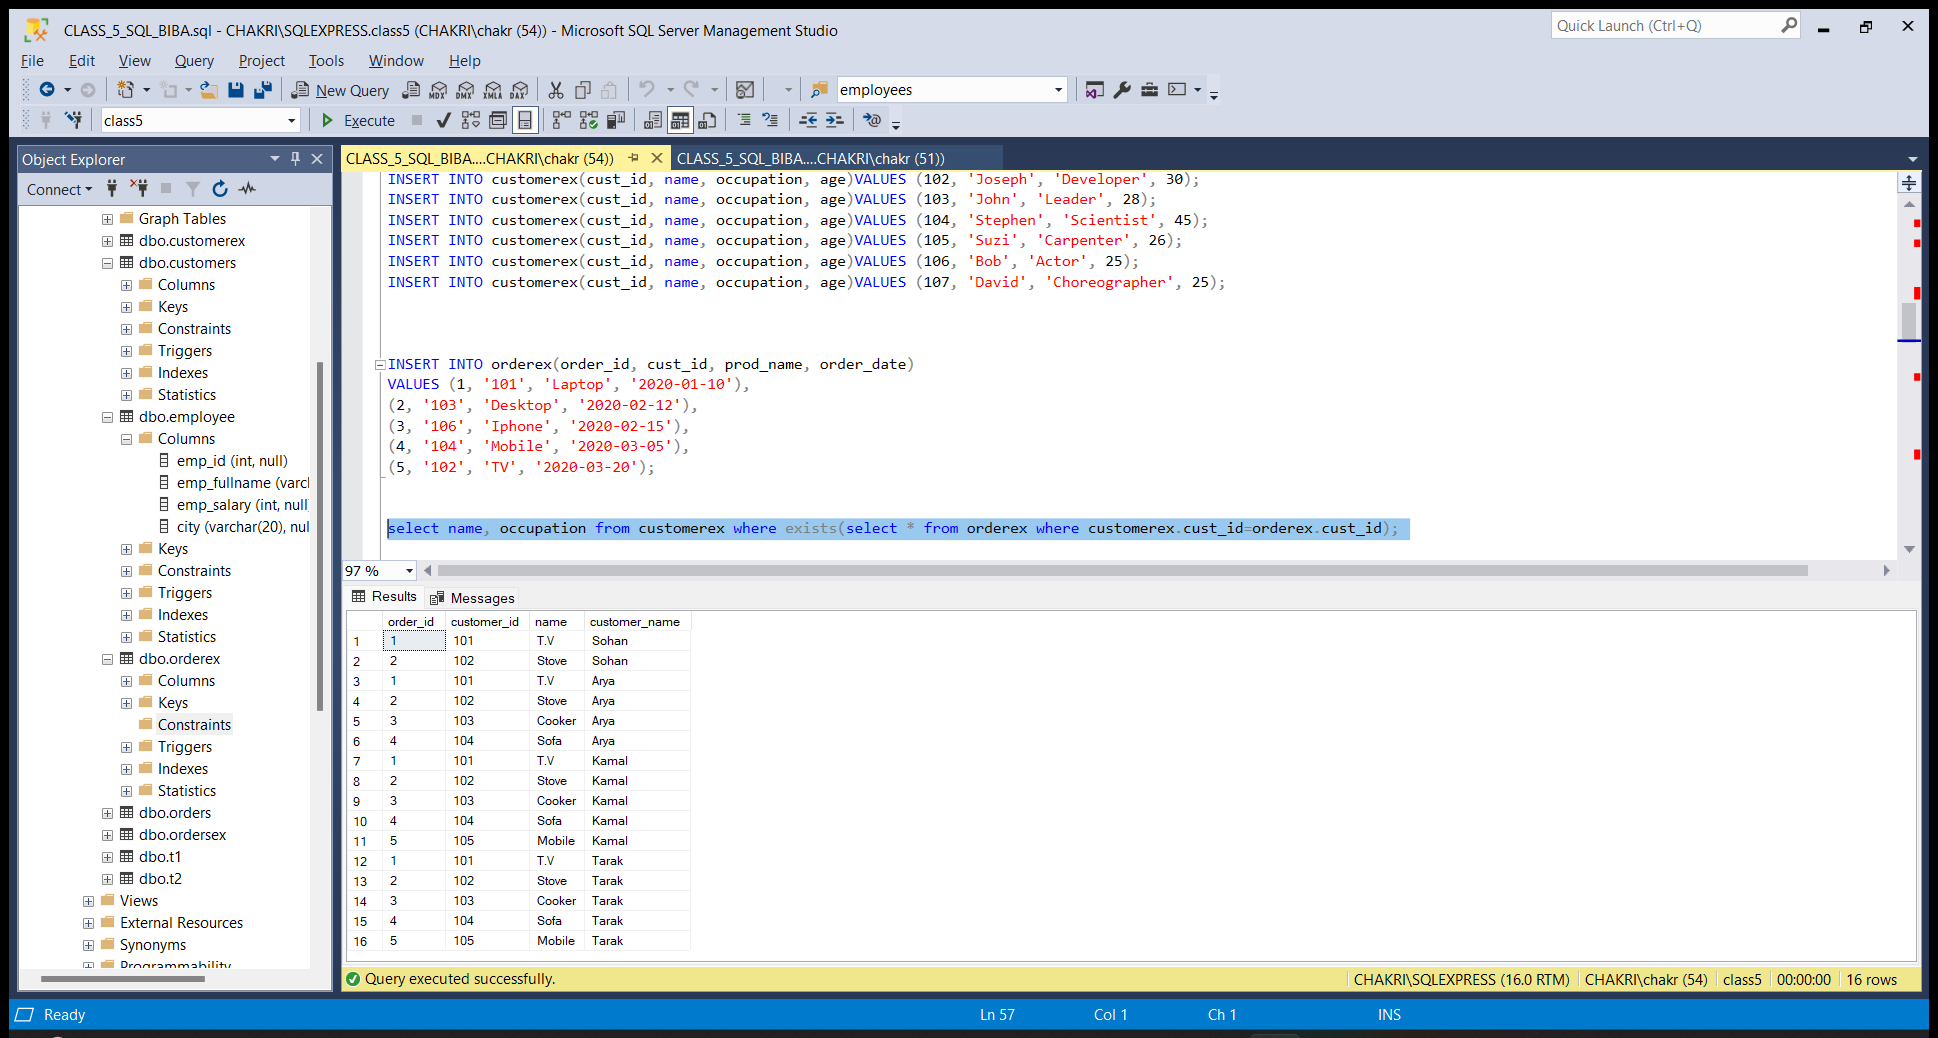 CLASS_5_SQL_BIBA.sql - CHAKRI\SQLEXPRESS.class5 (CHAKRI\chakr (54)) - Microsoft SQL Server Management Studio
Quick Launch (Ctrl+Q)
File Edit View Query Project Tools Window Help
New Query MDX DMX XMLA DAX employees
class5 Execute
Object Explorer
Connect
Graph Tables
dbo.customerex
dbo.customers
Columns
Keys
Constraints
Triggers
Indexes
Statistics
dbo.employee
Columns
emp_id (int, null)
emp_fullname (varcl
emp_salary (int, null
city (varchar(20), nul
Keys
Constraints
Triggers
Indexes
Statistics
dbo.orderex
Columns
Keys
Constraints
Triggers
Indexes
Statistics
dbo.orders
dbo.ordersex
dbo.t1
dbo.t2
Views
External Resources
Synonyms
Programmability
CLASS_5_SQL_BIBA....CHAKRI\chakr (54)) CLASS_5_SQL_BIBA....CHAKRI\chakr (51))
INSERT INTO customerex(cust_id, name, occupation, age)VALUES (102, 'Joseph', 'Developer', 30);
INSERT INTO customerex(cust_id, name, occupation, age)VALUES (103, 'John', 'Leader', 28);
INSERT INTO customerex(cust_id, name, occupation, age)VALUES (104, 'Stephen', 'Scientist', 45);
INSERT INTO customerex(cust_id, name, occupation, age)VALUES (105, 'Suzi', 'Carpenter', 26);
INSERT INTO customerex(cust_id, name, occupation, age)VALUES (106, 'Bob', 'Actor', 25);
INSERT INTO customerex(cust_id, name, occupation, age)VALUES (107, 'David', 'Choreographer', 25);
INSERT INTO orderex(order_id, cust_id, prod_name, order_date)
VALUES (1, '101', 'Laptop', '2020-01-10'),
(2, '103', 'Desktop', '2020-02-12'),
(3, '106', 'Iphone', '2020-02-15'),
(4, '104', 'Mobile', '2020-03-05'),
(5, '102', 'TV', '2020-03-20');
select name, occupation from customerex where exists(select * from orderex where customerex.cust_id=orderex.cust_id);
97 %
Results Messages
order_id customer_id name customer_name
1 1 101 T.V Sohan
2 2 102 Stove Sohan
3 1 101 T.V Arya
4 2 102 Stove Arya
5 3 103 Cooker Arya
6 4 104 Sofa Arya
7 1 101 T.V Kamal
8 2 102 Stove Kamal
9 3 103 Cooker Kamal
10 4 104 Sofa Kamal
11 5 105 Mobile Kamal
12 1 101 T.V Tarak
13 2 102 Stove Tarak
14 3 103 Cooker Tarak
15 4 104 Sofa Tarak
16 5 105 Mobile Tarak
Query executed successfully. CHAKRI\SQLEXPRESS (16.0 RTM) CHAKRI\chakr (54) class5 00:00:00 16 rows
Ready Ln 57 Col 1 Ch 1 INS